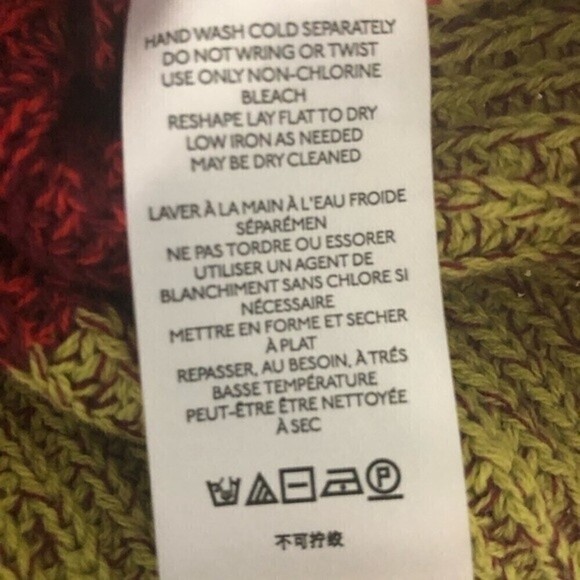 HAND WASH COLD SEPARATELY
DO NOT WRING OR TWIST
USE ONLY NON-CHLORINE
BLEACH
RESHAPE LAY FLAT TO DRY
LOW IRON AS NEEDED
MAY BE DRY CLEANED
LAVER À LA MAIN À L'EAU FROIDE
SÉPARÉMEN
NE PAS TORDRE OU ESSORER
UTILISER UN AGENT DE
BLANCHIMENT SANS CHLORE SI
NÉCESSAIRE
METTRE EN FORME ET SECHER
À PLAT
REPASSER, AU BESOIN, À TRÉS
BASSE TEMPÉRATURE
PEUT-ÊTRE ÊTRE NETTOYÉE
À SEC
P
不可拧绞